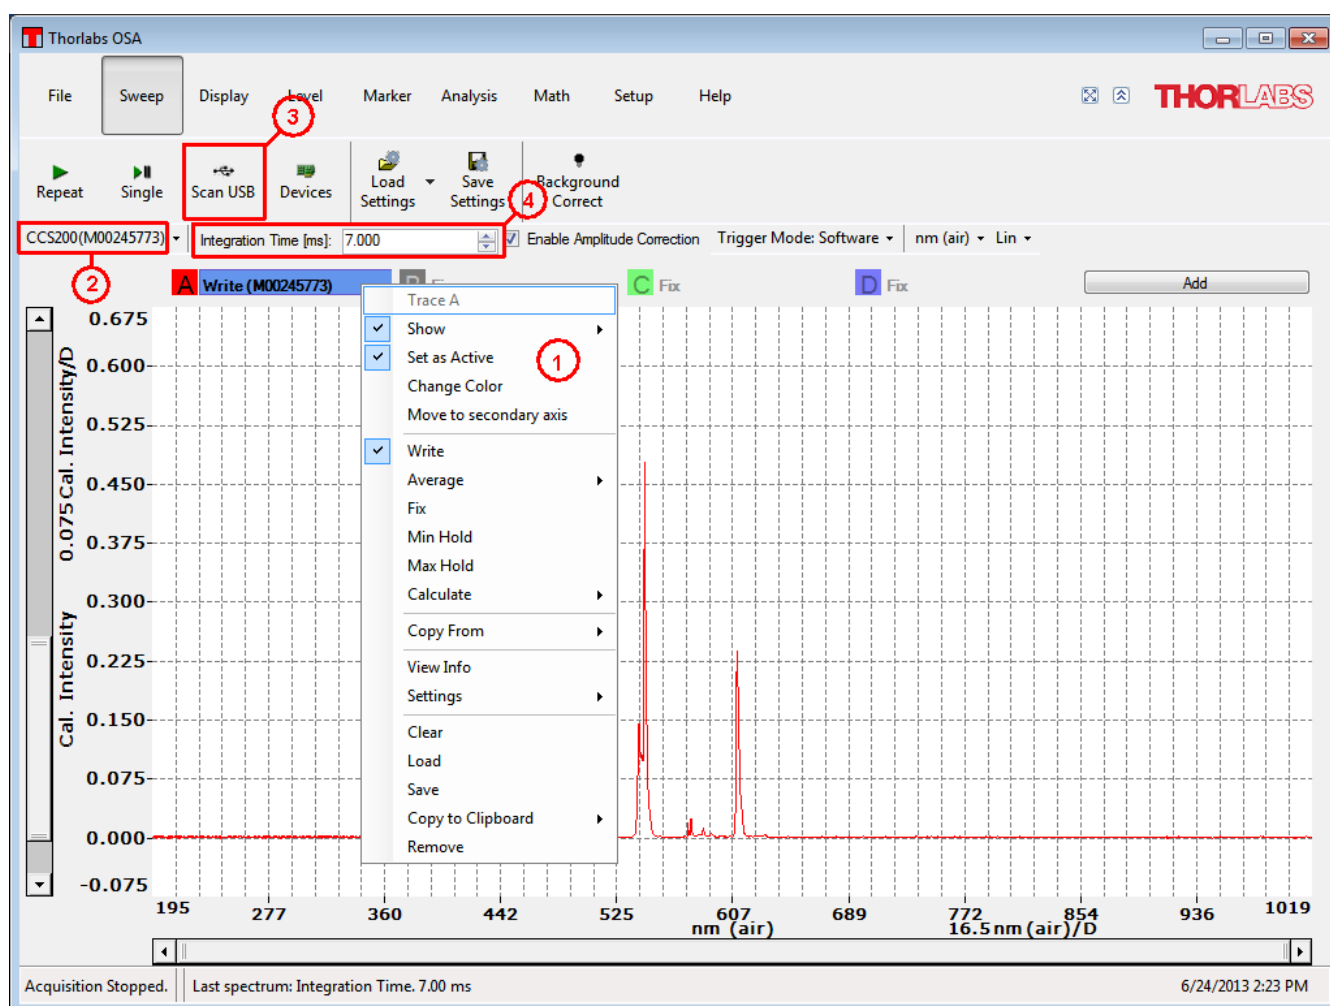 Thorlabs OSA
File Sweep Display Level Marker Analysis Math Setup Help THORLABS
3
Repeat Single Scan USB Devices Load Settings Save Settings Background Correct
4
CCS200(M00245773) Integration Time [ms]: 7.000 Enable Amplitude Correction Trigger Mode: Software nm (air) Lin
2
A Write (M00245773) B Fix C Fix D Fix Add
Trace A
Show
1
Set as Active
Change Color
Move to secondary axis
Write
Average
Fix
Min Hold
Max Hold
Calculate
Copy From
View Info
Settings
Clear
Load
Save
Copy to Clipboard
Remove
0.675
0.600
0.525
0.450
0.375
0.300
0.225
0.150
0.075
0.000
-0.075
Cal. Intensity 0.075 Cal. Intensity/D
195 277 360 442 525 607 689 772 854 936 1019
nm (air) 16.5 nm (air)/D
Acquisition Stopped. Last spectrum: Integration Time. 7.00 ms 6/24/2013 2:23 PM